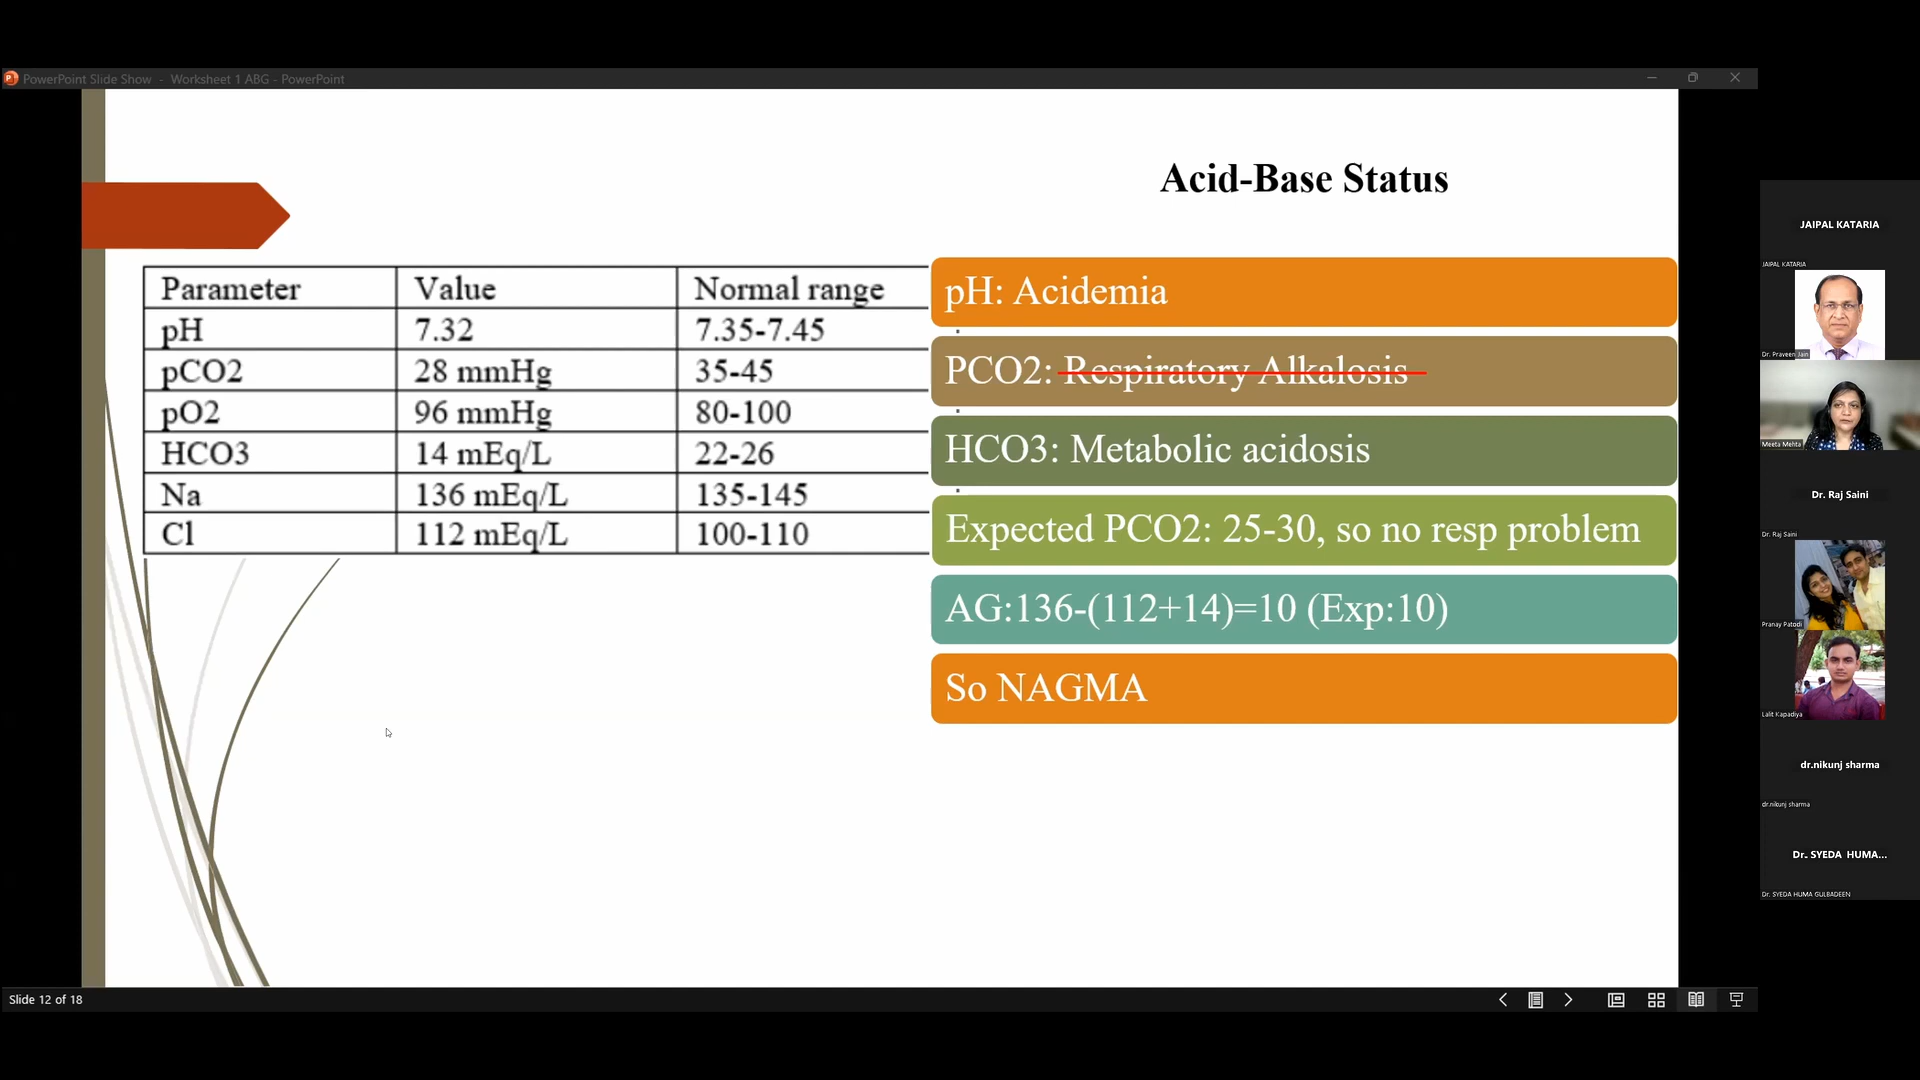 PowerPoint Slide Show - Worksheet 1 ABG - PowerPoint
Acid-Base Status
Parameter Value Normal range
pH 7.32 7.35-7.45
pCO2 28 mmHg 35-45
pO2 96 mmHg 80-100
HCO3 14 mEq/L 22-26
Na 136 mEq/L 135-145
Cl 112 mEq/L 100-110
pH: Acidemia
PCO2: Respiratory Alkalosis
HCO3: Metabolic acidosis
Expected PCO2: 25-30, so no resp problem
AG:136-(112+14)=10 (Exp:10)
So NAGMA
JAIPAL KATARIA
JAIPAL KATARIA
Dr. Praveen Jain
Meeta Mehta
Dr. Raj Saini
Dr. Raj Saini
Pranay Patodi
Lalit Kapadiya
dr.nikunj sharma
dr.nikunj sharma
Dr. SYEDA HUMA...
Dr. SYEDA HUMA GULBADEEN
Slide 12 of 18